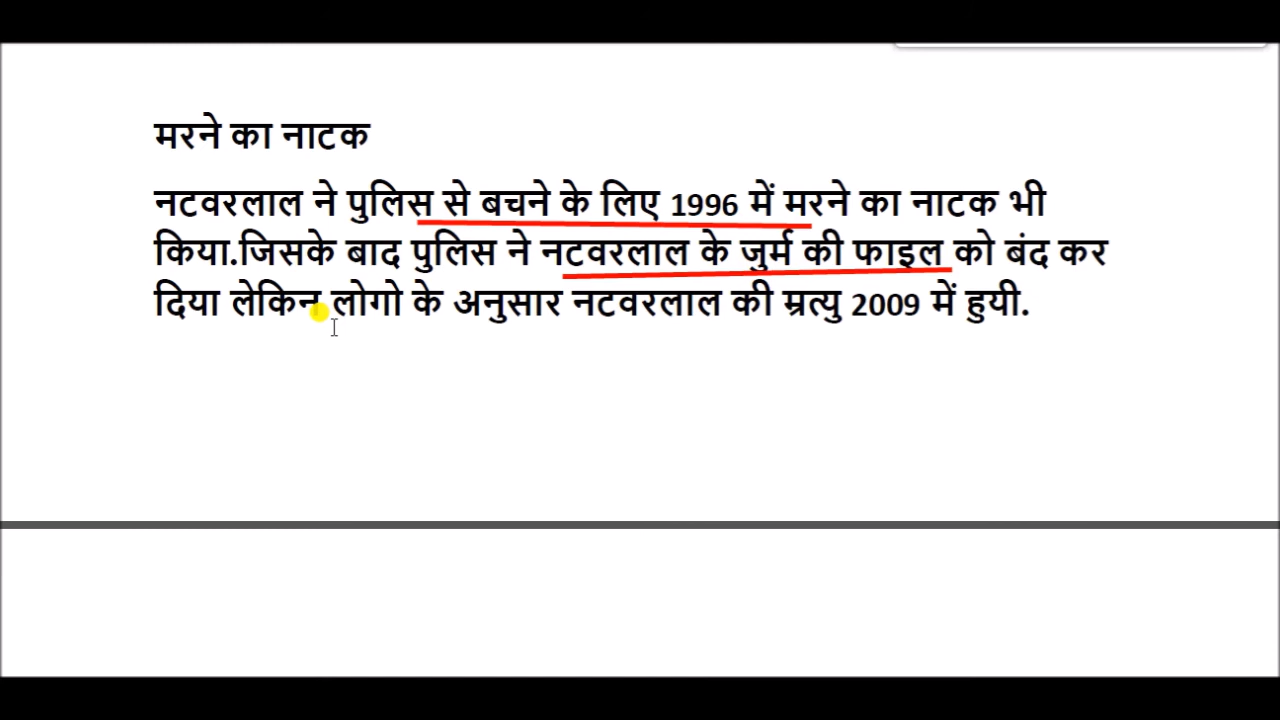 मरने का नाटक
नटवरलाल ने पुलिस से बचने के लिए 1996 में मरने का नाटक भी
किया.जिसके बाद पुलिस ने नटवरलाल के जुर्म की फाइल को बंद कर
दिया लेकिन लोगो के अनुसार नटवरलाल की म्रत्यु 2009 में हुयी.